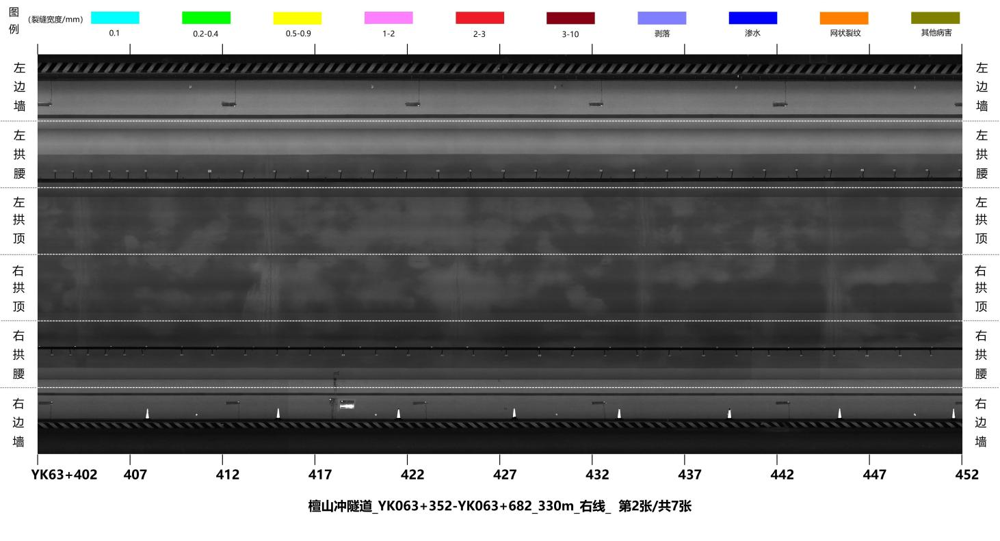 图例 (裂缝宽度/mm)
0.1 0.2-0.4 0.5-0.9 1-2 2-3 3-10 剥落 渗水 网状裂纹 其他病害
左边墙 左边墙
左拱腰 左拱腰
左拱顶 左拱顶
右拱顶 右拱顶
右拱腰 右拱腰
右边墙 右边墙
YK63+402 407 412 417 422 427 432 437 442 447 452
檀山冲隧道_YK063+352-YK063+682_330m_右线_ 第2张/共7张